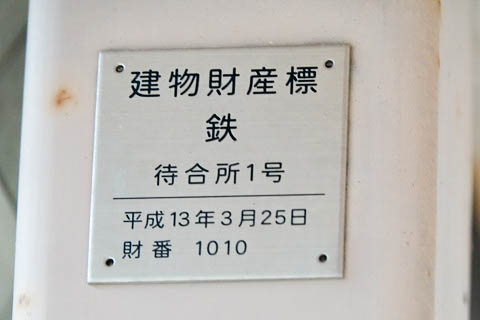 建物財産標
鉄
待合所1号
平成13年3月25日
財番 1010